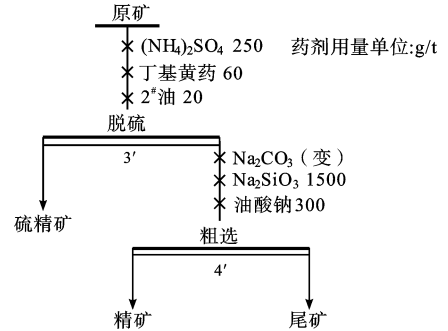 原矿
(NH₄)₂SO₄ 250 药剂用量单位:g/t
丁基黄药 60
2#油 20
脱硫
3′
Na₂CO₃（变）
Na₂SiO₃ 1500
油酸钠300
硫精矿
粗选
4′
精矿 尾矿